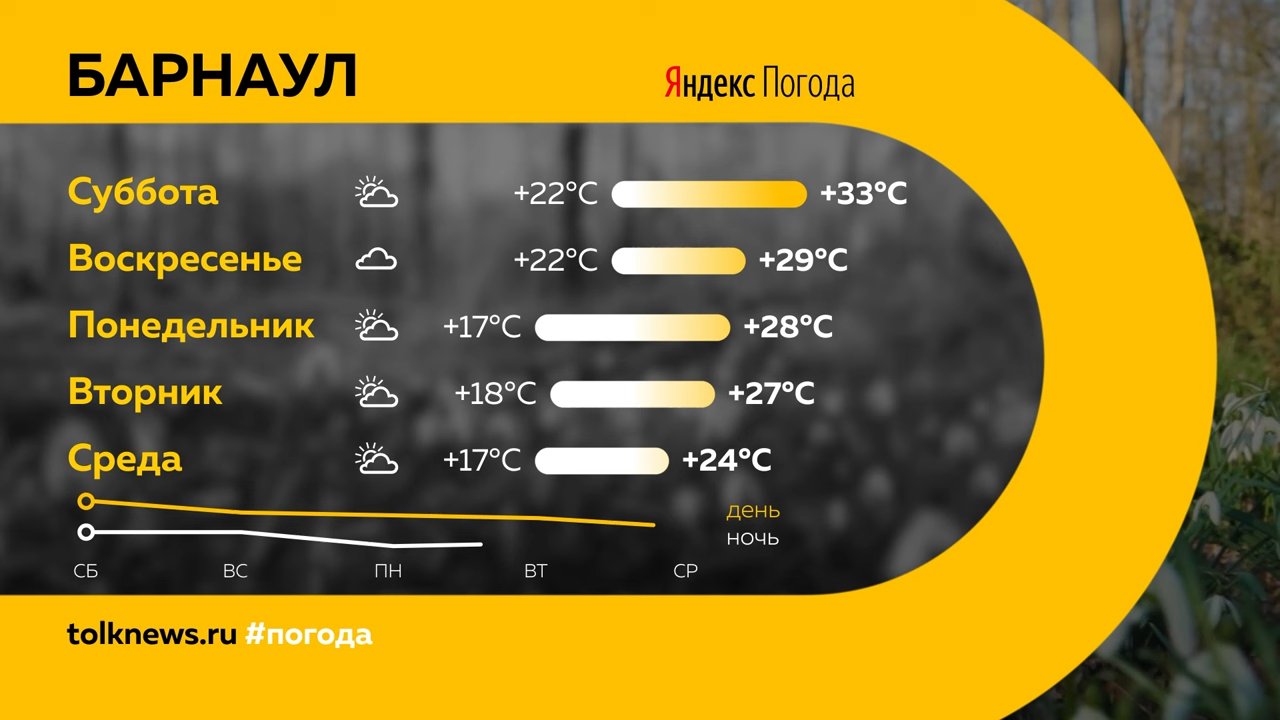 БАРНАУЛ
Яндекс Погода
Суббота +22°C +33°C
Воскресенье +22°C +29°C
Понедельник +17°C +28°C
Вторник +18°C +27°C
Среда +17°C +24°C
день
ночь
СБ ВС ПН ВТ СР
tolknews.ru #погода